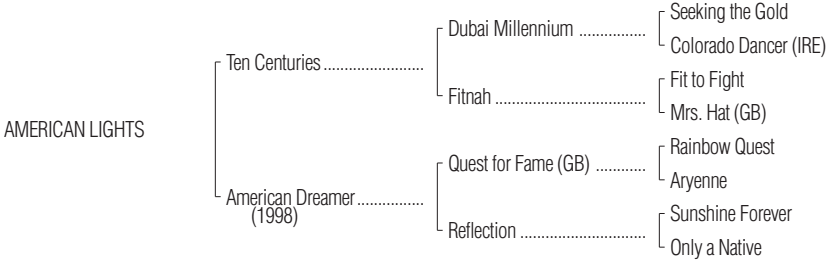 Seeking the Gold
Dubai Millennium ................
Colorado Dancer (IRE)
Ten Centuries ........................
Fit to Fight
Fitnah ....................................
Mrs. Hat (GB)
AMERICAN LIGHTS
Rainbow Quest
Quest for Fame (GB) ............
Aryenne
American Dreamer ................
(1998)
Sunshine Forever
Reflection ..............................
Only a Native